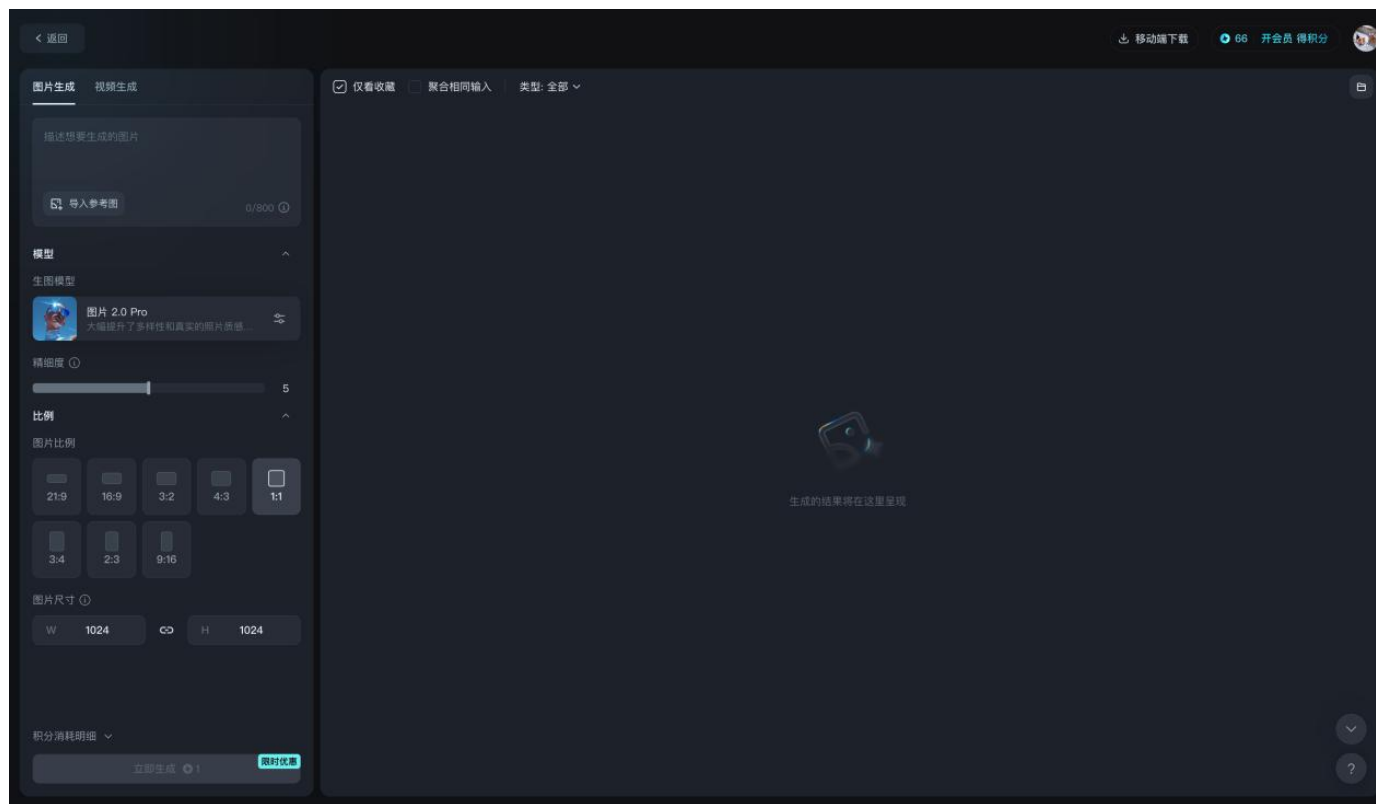 返回
移动端下载
66 开会员 得积分
图片生成 视频生成
仅看收藏 聚合相同输入 类型: 全部
描述想要生成的图片
导入参考图
0/800
模型
生图模型
图片 2.0 Pro
大幅提升了多样性和真实的照片质感...
精细度
5
比例
图片比例
21:9 16:9 3:2 4:3 1:1
3:4 2:3 9:16
生成的结果将在这里呈现
图片尺寸
W 1024 H 1024
积分消耗明细
限时优惠
立即生成 1
?